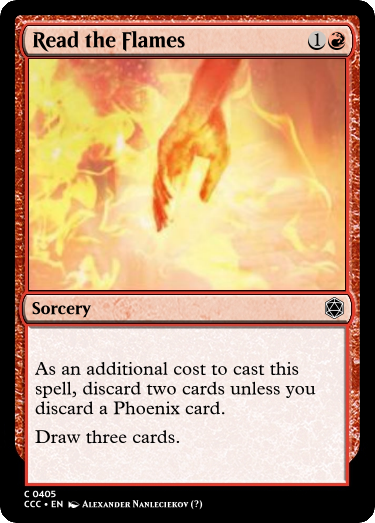 Read the Flames 1
Sorcery
As an additional cost to cast this
spell, discard two cards unless you
discard a Phoenix card.
Draw three cards.
C 0405
CCC • EN Alexander Nanleciekov (?)